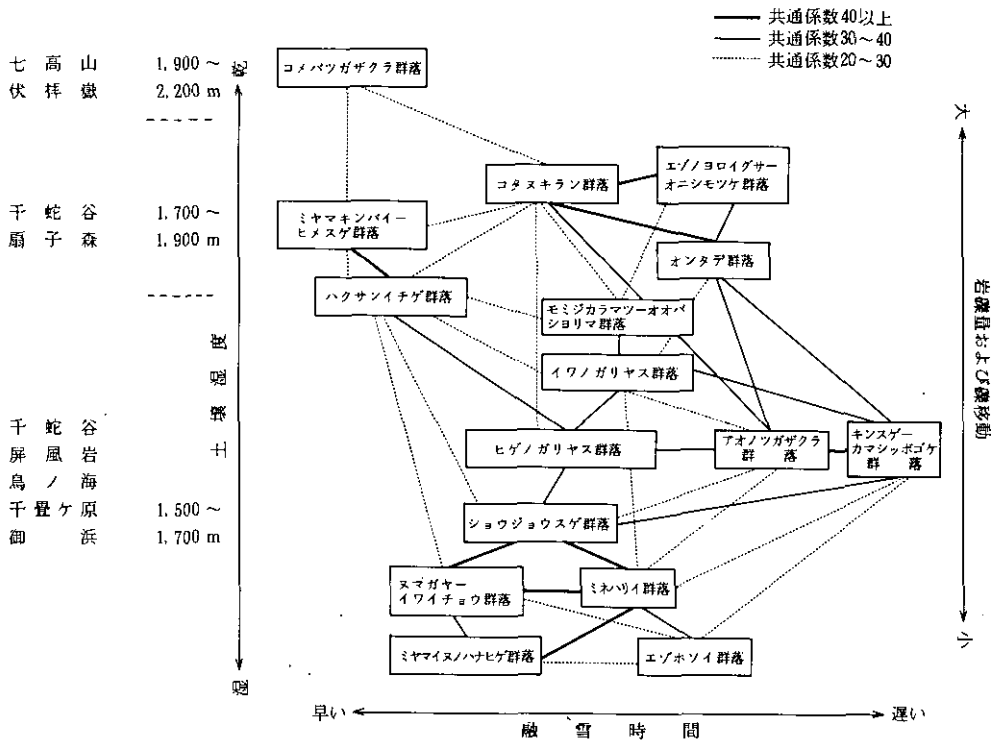 共通係数40以上
共通係数30～40
共通係数20～30
七高山 1,900～
伏拝嶽 2,200m
千蛇谷 1,700～
扇子森 1,900m
千蛇谷
屏風岩
鳥ノ海
千畳ケ原 1,500～
御浜 1,700m
乾
土壌湿度
湿
コメバツガザクラ群落
コタヌキラン群落
エゾノヨロイグサー
オニシモツケ群落
ミヤマキンバイー
ヒメスゲ群落
オンタデ群落
ハクサンイチゲ群落
モミジカラマツーオオバ
ショリマ群落
イワノガリヤス群落
ヒゲノガリヤス群落
アオノツガザクラ
群落
キンスゲー
カマシッポゴケ
群落
ショウジョウスゲ群落
ヌマガヤー
イワイチョウ群落
ミネハリイ群落
ミヤマイヌノハナヒゲ群落
エゾホソイ群落
大
岩礫量および礫移動
小
早い 遅い
融雪時間